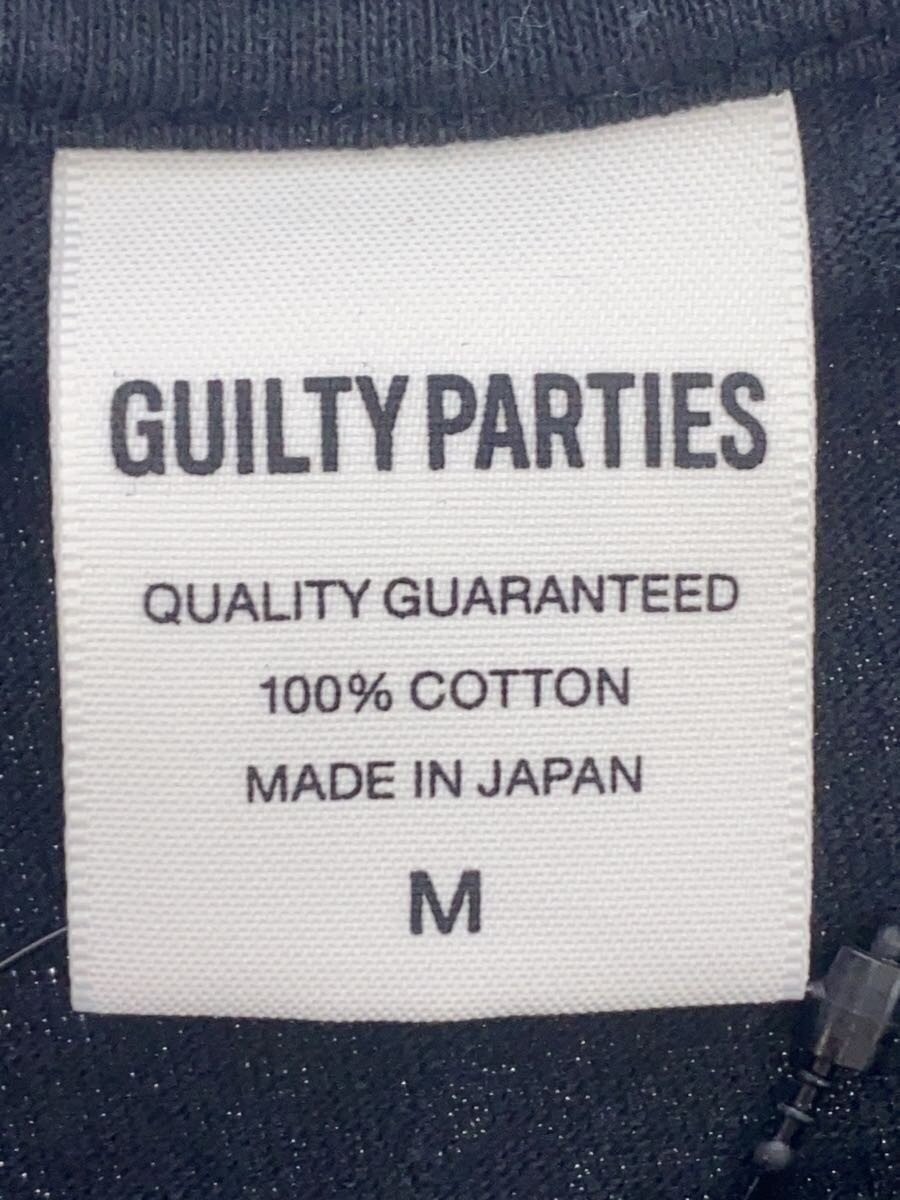 GUILTY PARTIES
QUALITY GUARANTEED
100% COTTON
MADE IN JAPAN
M